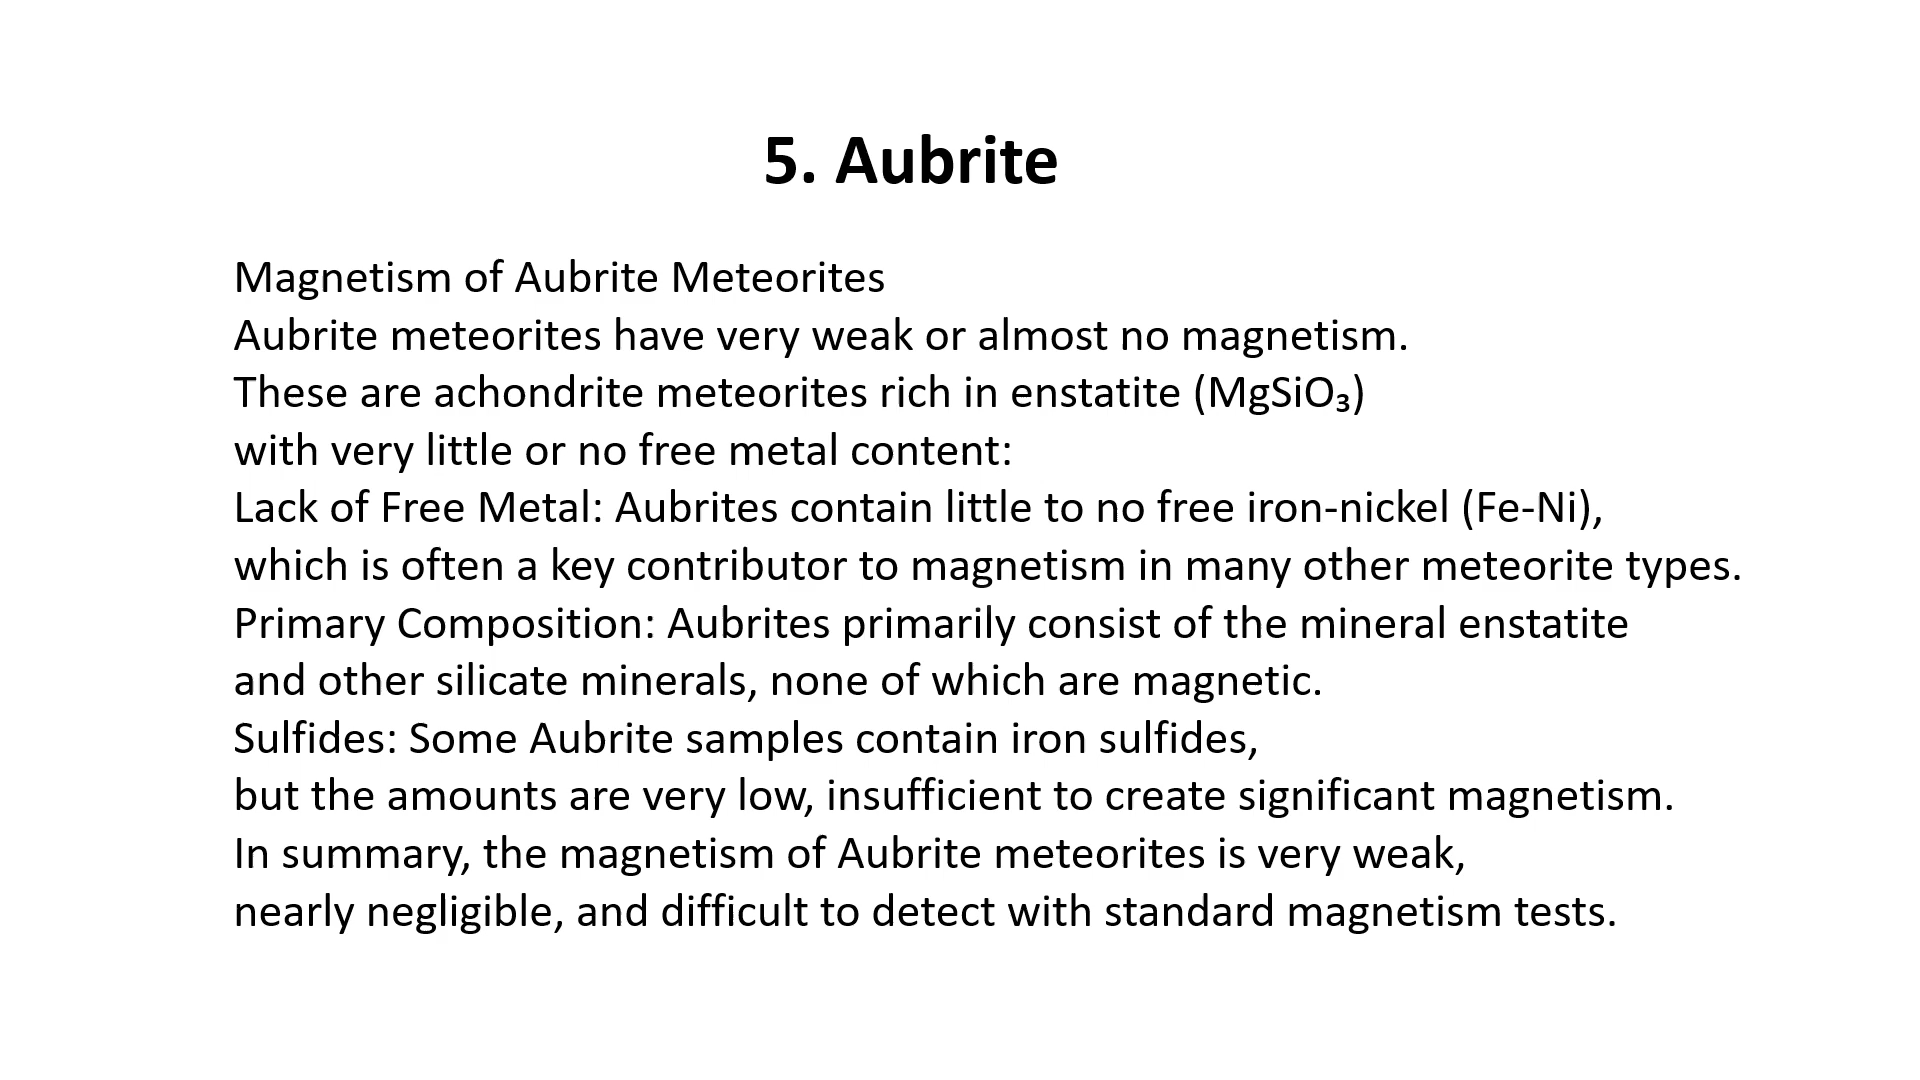 5. Aubrite
Magnetism of Aubrite Meteorites
Aubrite meteorites have very weak or almost no magnetism.
These are achondrite meteorites rich in enstatite (MgSiO₃)
with very little or no free metal content:
Lack of Free Metal: Aubrites contain little to no free iron-nickel (Fe-Ni),
which is often a key contributor to magnetism in many other meteorite types.
Primary Composition: Aubrites primarily consist of the mineral enstatite
and other silicate minerals, none of which are magnetic.
Sulfides: Some Aubrite samples contain iron sulfides,
but the amounts are very low, insufficient to create significant magnetism.
In summary, the magnetism of Aubrite meteorites is very weak,
nearly negligible, and difficult to detect with standard magnetism tests.